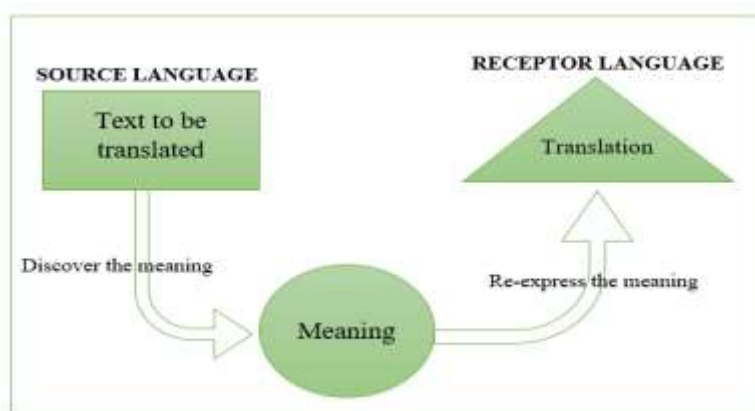 SOURCE LANGUAGE
RECEPTOR LANGUAGE
Text to be
translated
Translation
Discover the meaning
Re-express the meaning
Meaning